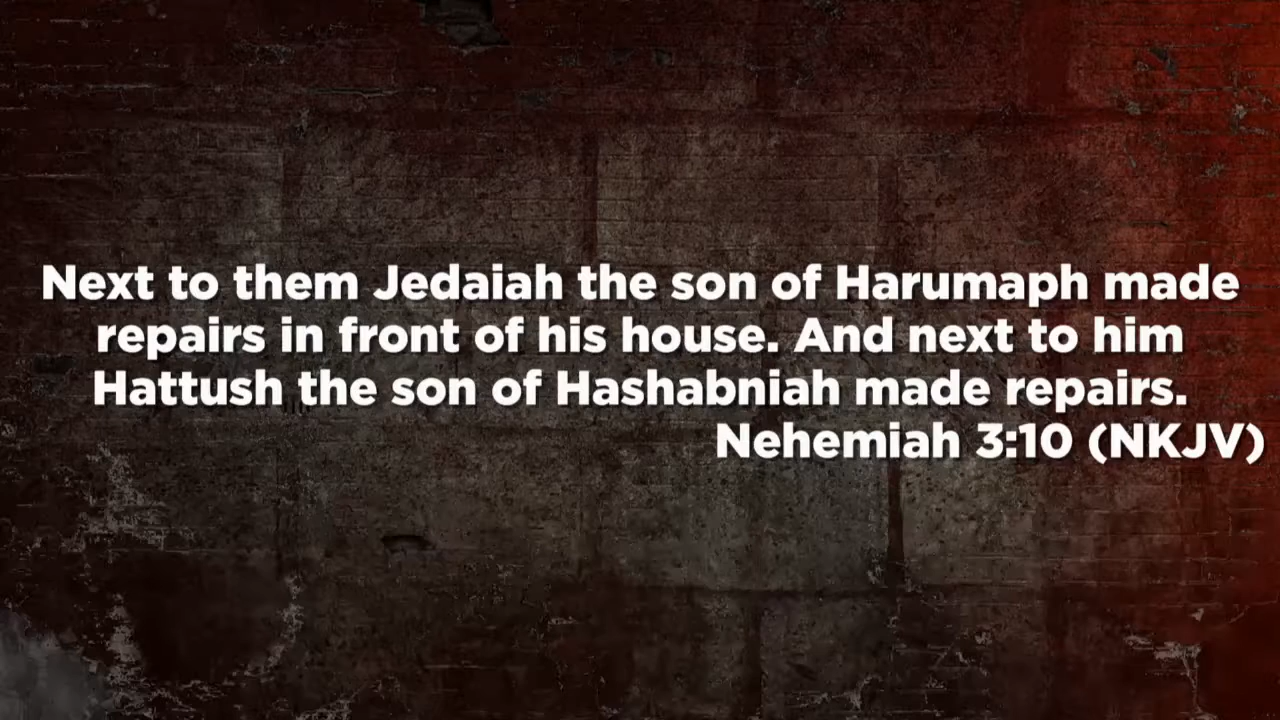 Next to them Jedaiah the son of Harumaph made
repairs in front of his house. And next to him
Hattush the son of Hashabniah made repairs.
Nehemiah 3:10 (NKJV)